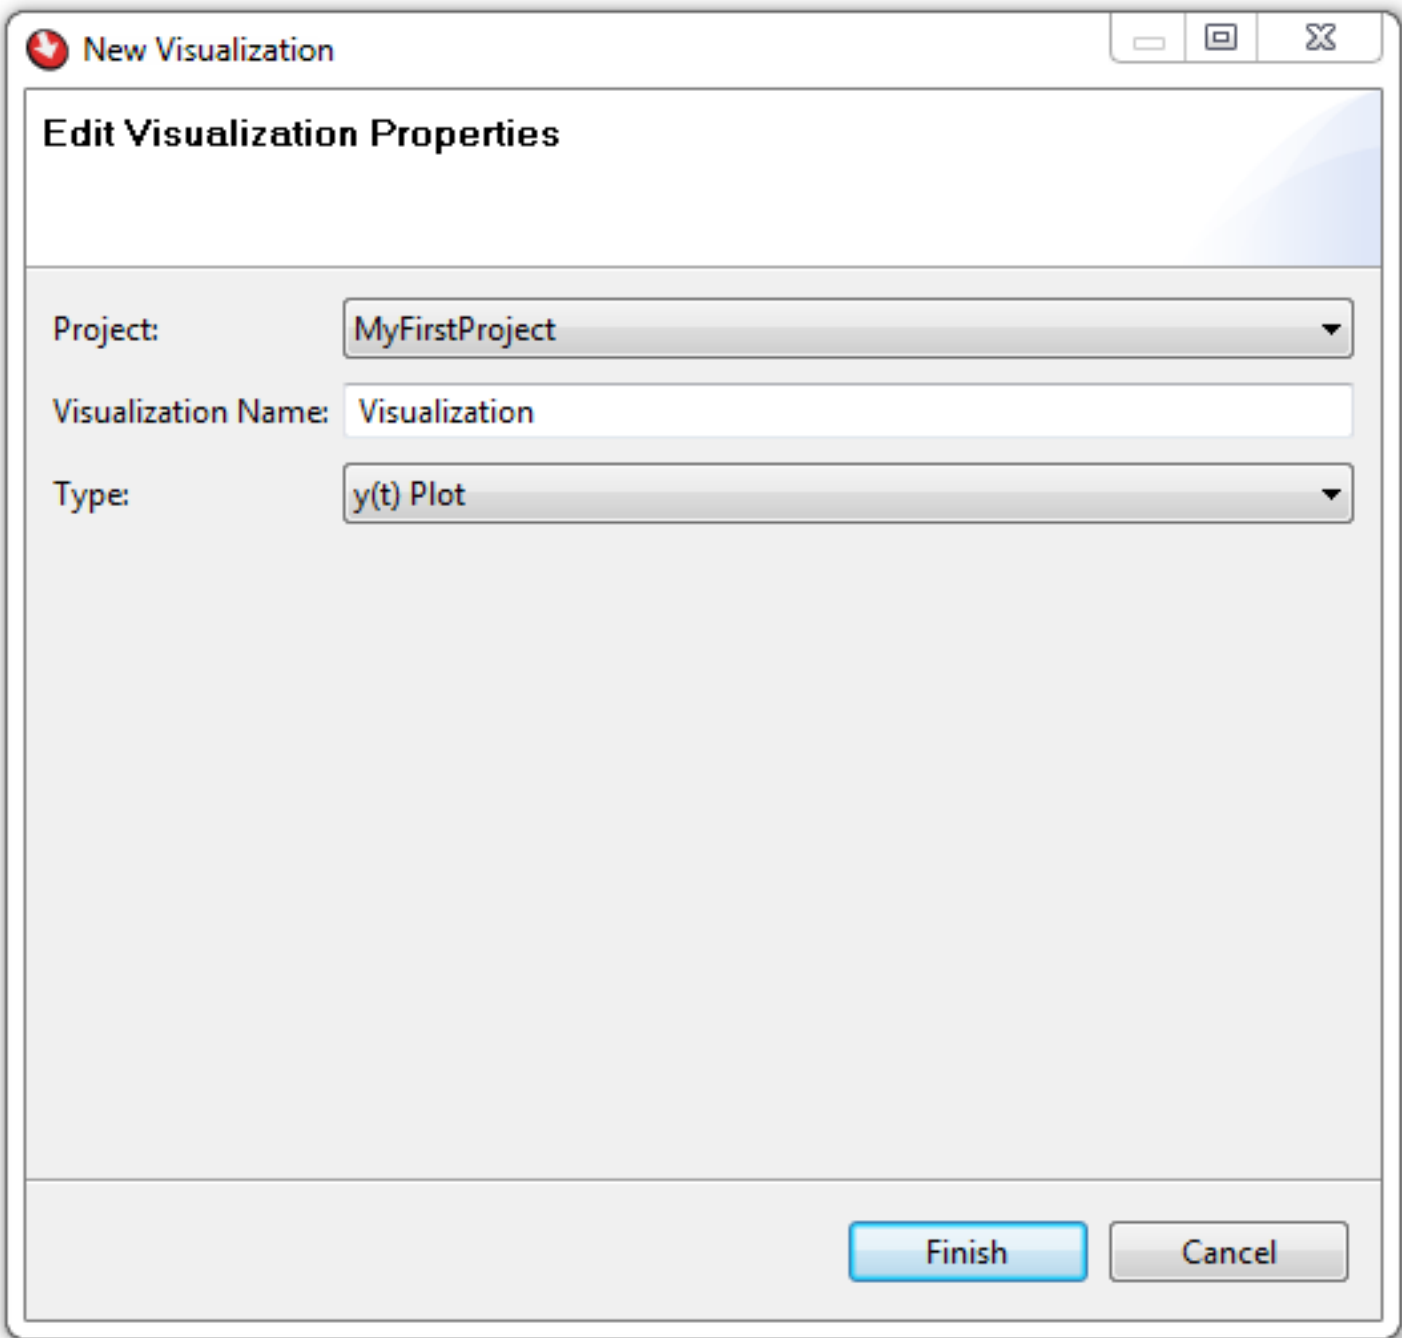 New Visualization
Edit Visualization Properties
Project: MyFirstProject
Visualization Name: Visualization
Type: y(t) Plot
Finish Cancel